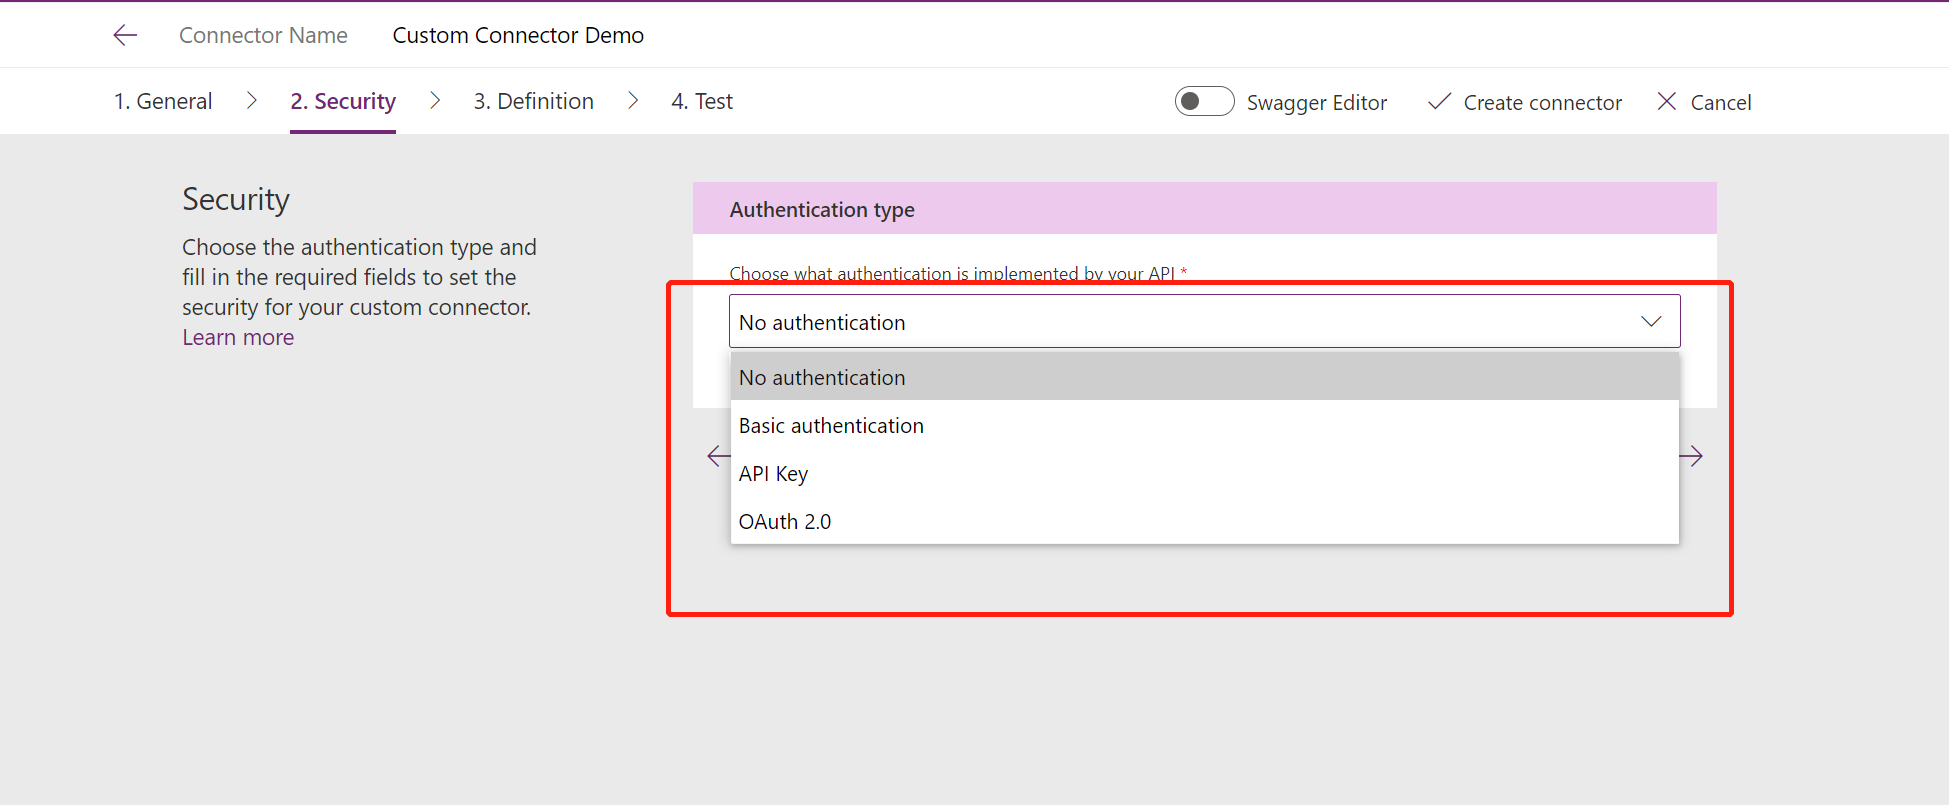 Connector Name Custom Connector Demo
1. General 2. Security 3. Definition 4. Test Swagger Editor Create connector Cancel
Security
Choose the authentication type and
fill in the required fields to set the
security for your custom connector.
Learn more
Authentication type
Choose what authentication is implemented by your API *
No authentication
No authentication
Basic authentication
API Key
OAuth 2.0